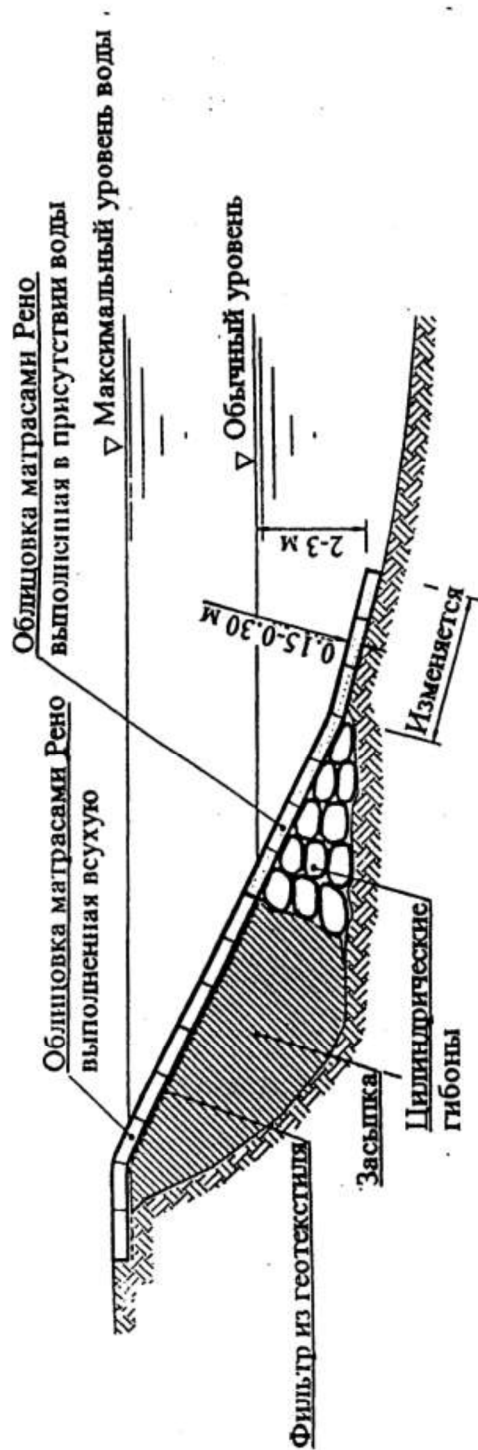 Облицовка матрасами Рено
выполненная в присутствии воды
Облицовка матрасами Рено
выполненная всухую
Максимальный уровень воды
Обычный уровень
2-3 м
0.15-0.30 м
Изменяется
Цилиндрические
гибоны
Засыпка
Фильтр из геотекстиля